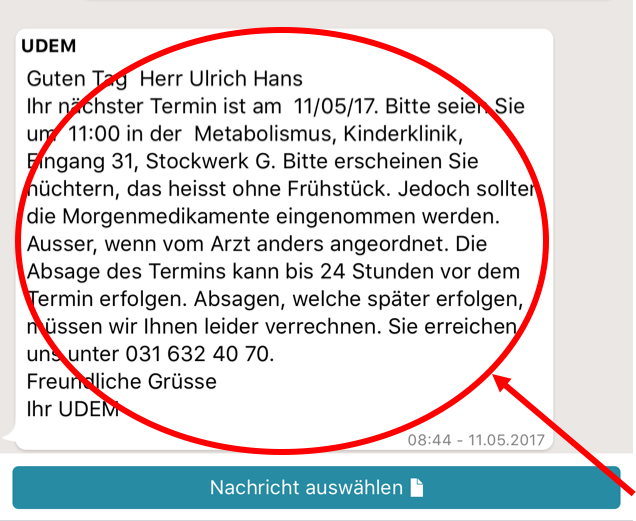 UDEM
Guten Tag  Herr Ulrich Hans
Ihr nächster Termin ist am  11/05/17. Bitte seien Sie
um  11:00 in der  Metabolismus, Kinderklinik,
Eingang 31, Stockwerk G. Bitte erscheinen Sie
nüchtern, das heisst ohne Frühstück. Jedoch sollten
die Morgenmedikamente eingenommen werden.
Ausser, wenn vom Arzt anders angeordnet. Die
Absage des Termins kann bis 24 Stunden vor dem
Termin erfolgen. Absagen, welche später erfolgen,
müssen wir Ihnen leider verrechnen. Sie erreichen
uns unter 031 632 40 70.
Freundliche Grüsse
Ihr UDEM
08:44 - 11.05.2017
Nachricht auswählen